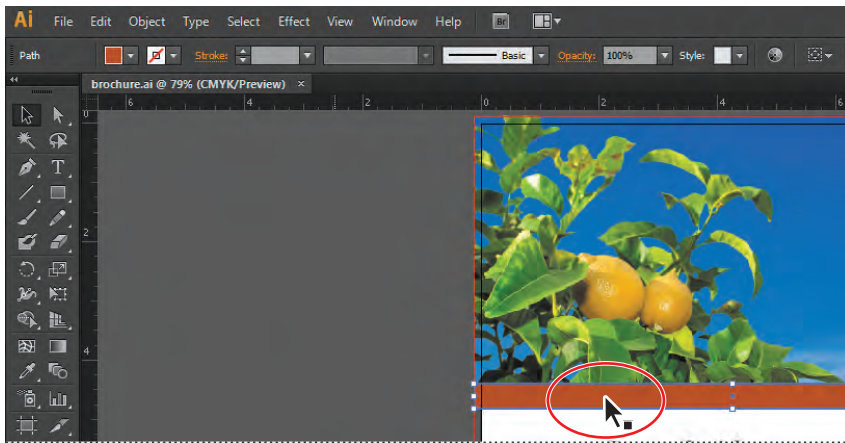 Ai File Edit Object Type Select Effect View Window Help Br
Path Stroke: Basic Opacity: 100% Style:
brochure.ai @ 79% (CMYK/Preview) ×
6 4 2 0 2 4 6
0
T
2
4